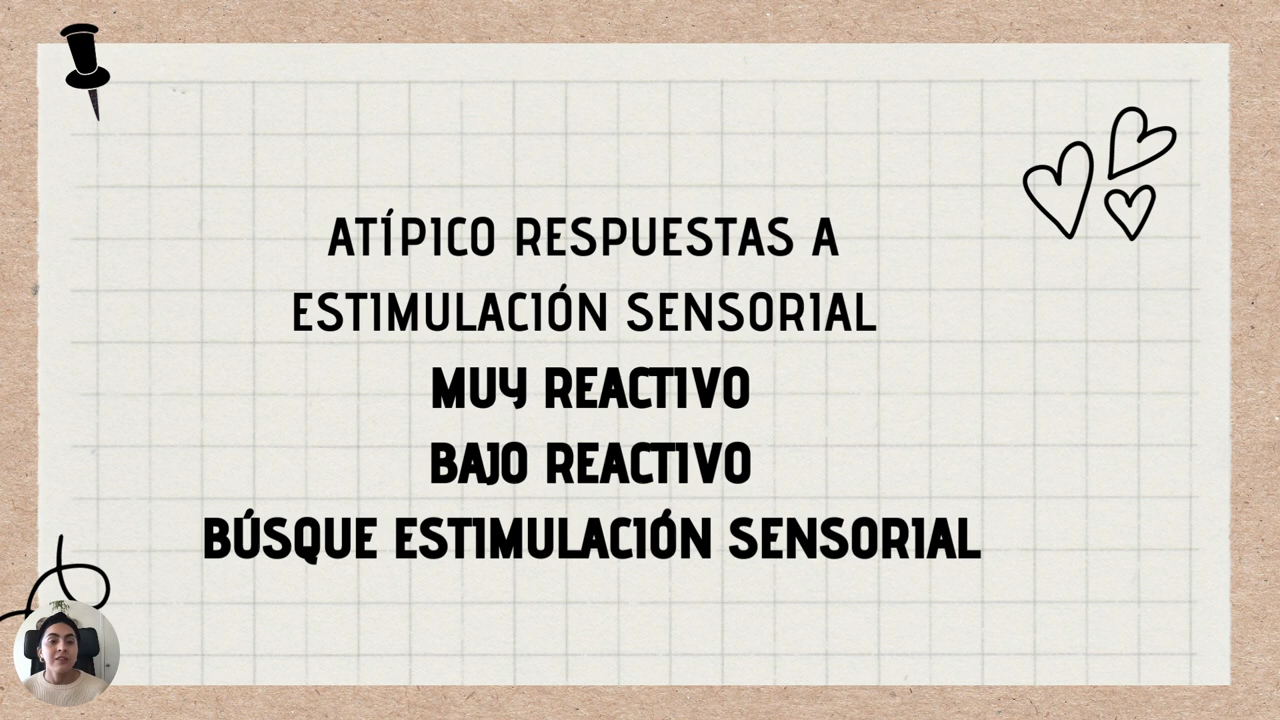 ATÍPICO RESPUESTAS A
ESTIMULACIÓN SENSORIAL
MUY REACTIVO
BAJO REACTIVO
BÚSQUE ESTIMULACIÓN SENSORIAL